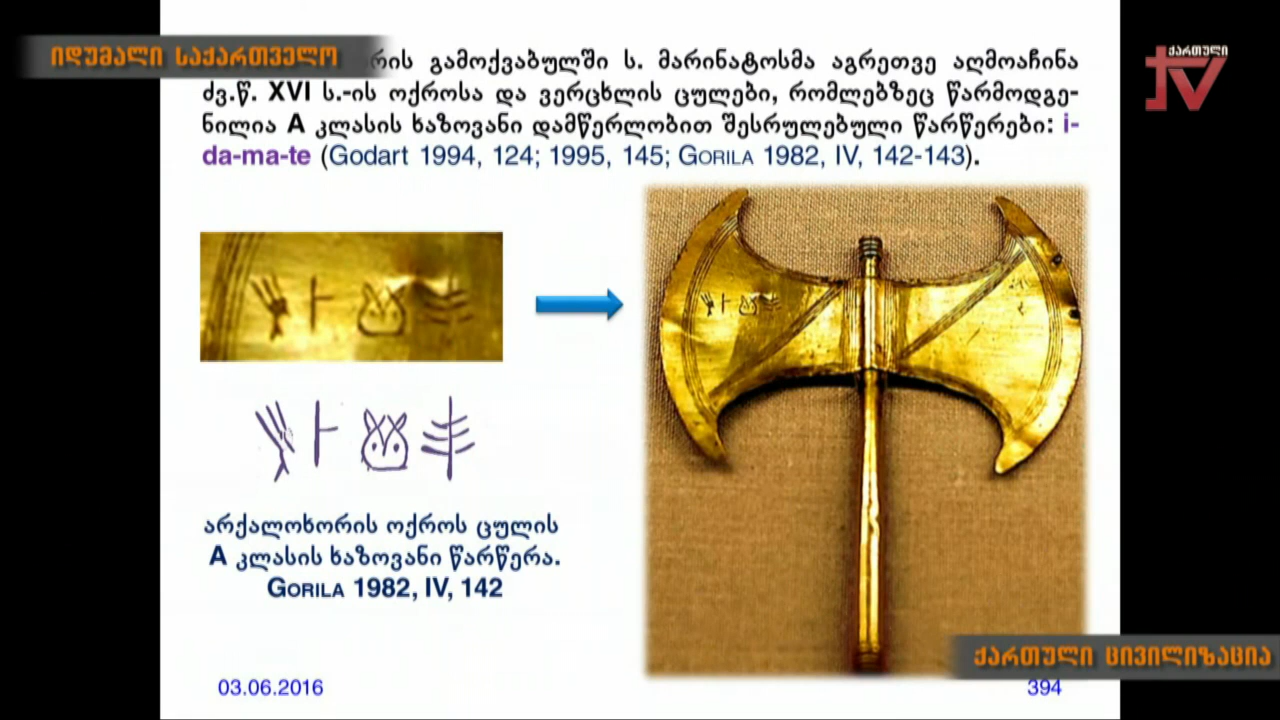 იდუმალი საქართველო
ქართული
TV
გამოქვაბულში ს. მარინატოსმა აგრეთვე აღმოაჩინა
ძვ.წ. XVI ს.-ის ოქროსა და ვერცხლის ცულები, რომლებზეც წარმოდგე-
ნილია A კლასის ხაზოვანი დამწერლობით შესრულებული წარწერები: i-
da-ma-te (Godart 1994, 124; 1995, 145; GORILA 1982, IV, 142-143).
არქალოხორის ოქროს ცულის
A კლასის ხაზოვანი წარწერა.
GORILA 1982, IV, 142
ქართული ცივილიზაცია
03.06.2016
394